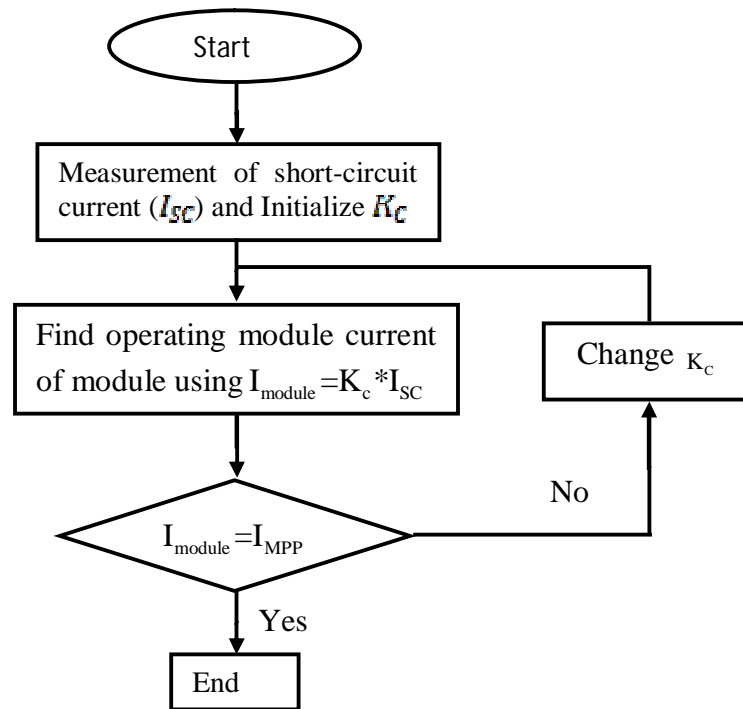 Start
Measurement of short-circuit
current (I_SC) and Initialize K_C
Find operating module current
of module using I_module=K_c*I_SC
Change K_C
No
I_module=I_MPP
Yes
End